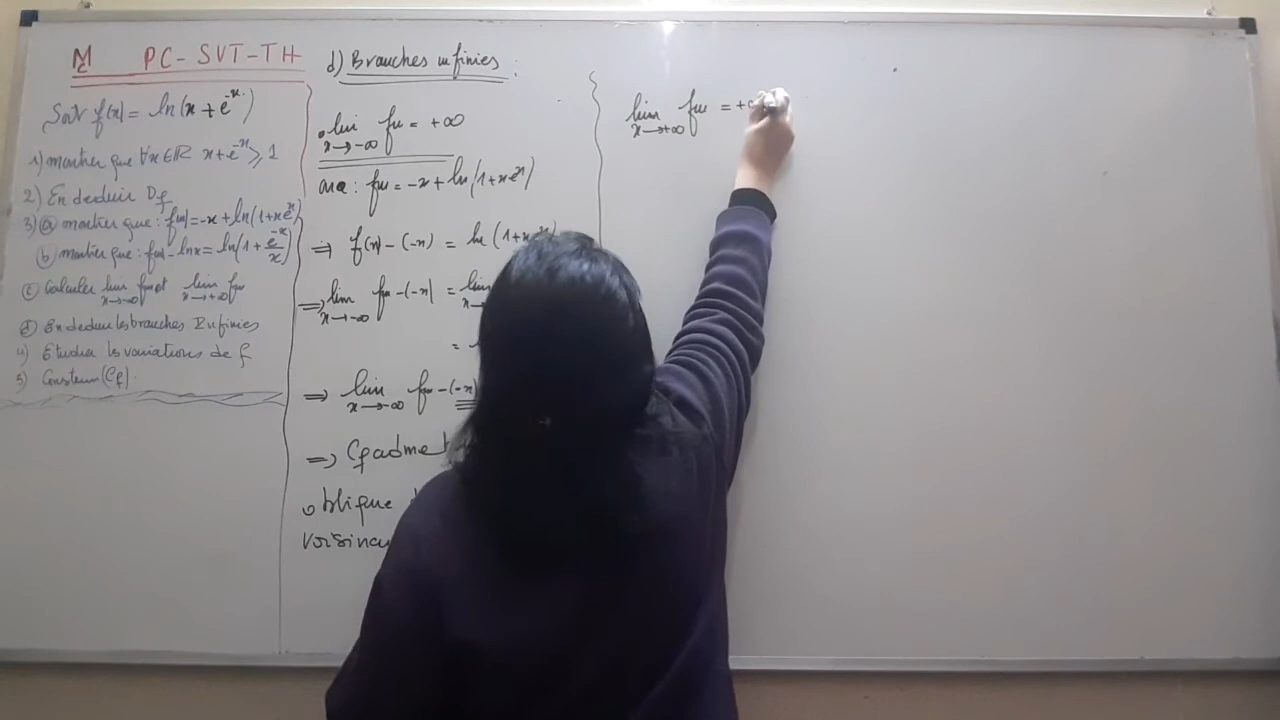 Mc PC-SVT-TH
Soit f(x) = ln(x + e^-x)
1) montrer que ∀x∈ℝ x + e^-x ≥ 1
2) En deduire Df
3) (a) montrer que: f(x) = -x + ln(1 + xe^x)
(b) montrer que: f(x) - ln x = ln(1 + e^-x/x)
(c) Calculer lim x→-∞ f(x) et lim x→+∞ f(x)
(d) En deduire les branches Infinies
4) Etudier les variations de f
5) Construire (Cf).
d) Branches infinies :
• lim x→-∞ f(x) = +∞
ona: f(x) = -x + ln(1 + xe^x)
⇒ f(x) - (-x) = ln(1 + xe^x)
⇒ lim x→-∞ f(x) - (-x) = lim
=
⇒ lim x→-∞ f(x) - (-x)
⇒ Cf admet
oblique
lim x→+∞ f(x) = +